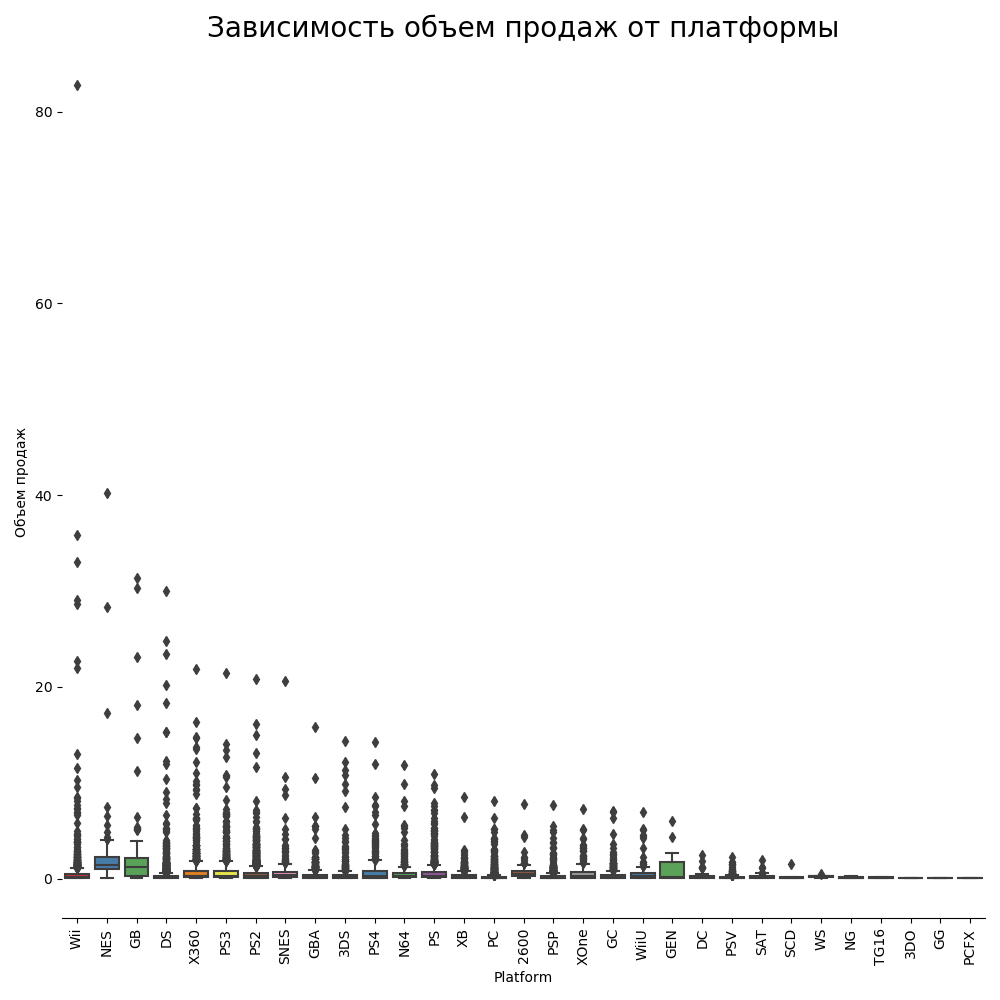 Зависимость объем продаж от платформы
80
60
40
20
0
Объем продаж
Wii
NES
GB
DS
X360
PS3
PS2
SNES
GBA
3DS
PS4
N64
PS
XB
PC
2600
PSP
XOne
GC
WiiU
GEN
DC
PSV
SAT
SCD
WS
NG
TG16
3DO
GG
PCFX
Platform